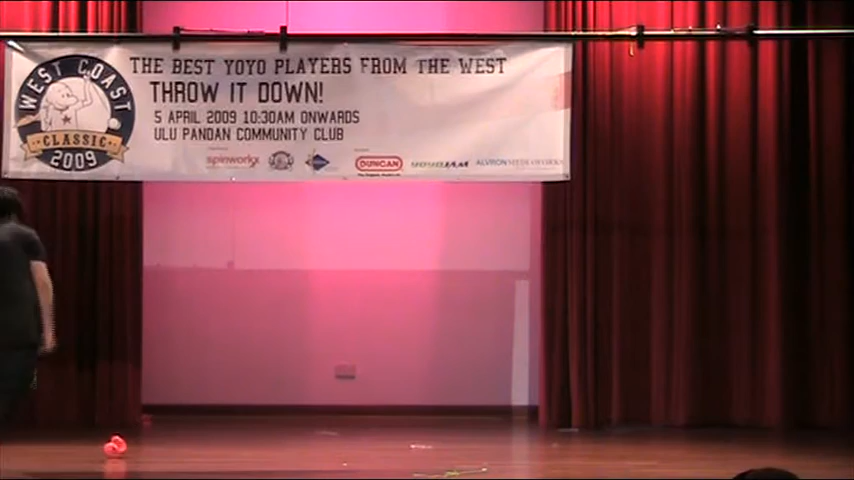 WEST COAST
CLASSIC
2009
THE BEST YOYO PLAYERS FROM THE WEST
THROW IT DOWN!
5 APRIL 2009 10:30AM ONWARDS
ULU PANDAN COMMUNITY CLUB
spinworkx
DUNCAN
YOYOJAM